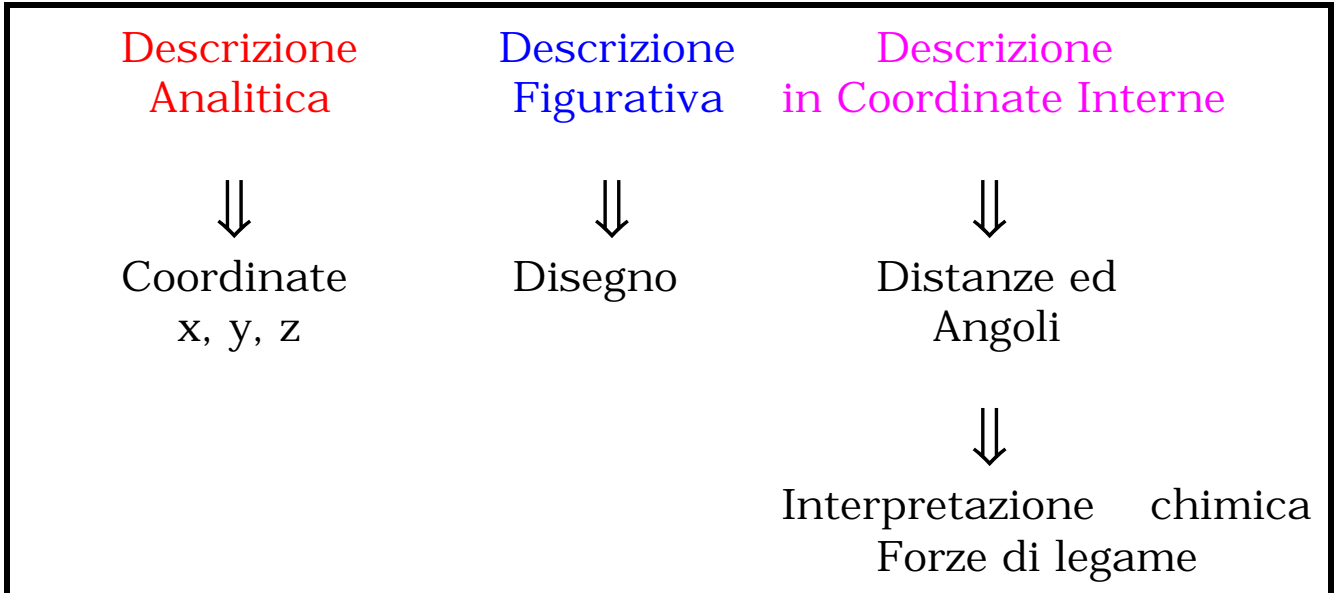 Descrizione
Analitica
⇓
Coordinate
x, y, z
Descrizione
Figurativa
⇓
Disegno
Descrizione
in Coordinate Interne
⇓
Distanze ed
Angoli
⇓
Interpretazione chimica
Forze di legame